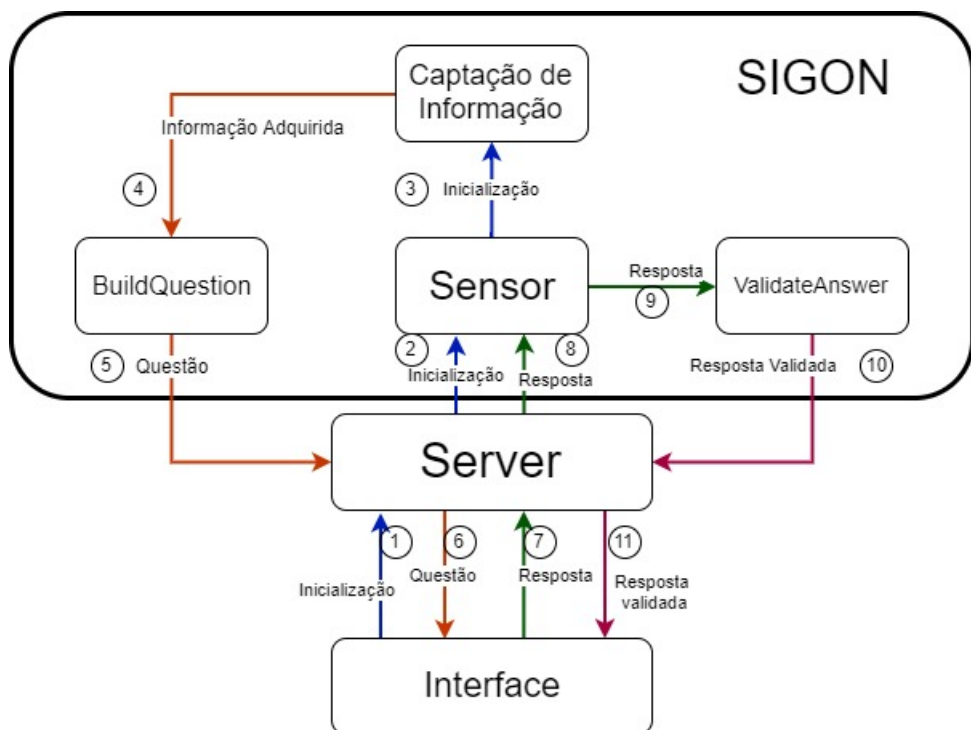 SIGON
Captação de
Informação
Informação Adquirida
4
3
Inicialização
BuildQuestion
Sensor
Resposta
9
ValidateAnswer
5
Questão
2
Inicialização
8
Resposta
Resposta Validada
10
Server
1
Inicialização
6
Questão
7
Resposta
11
Resposta
validada
Interface